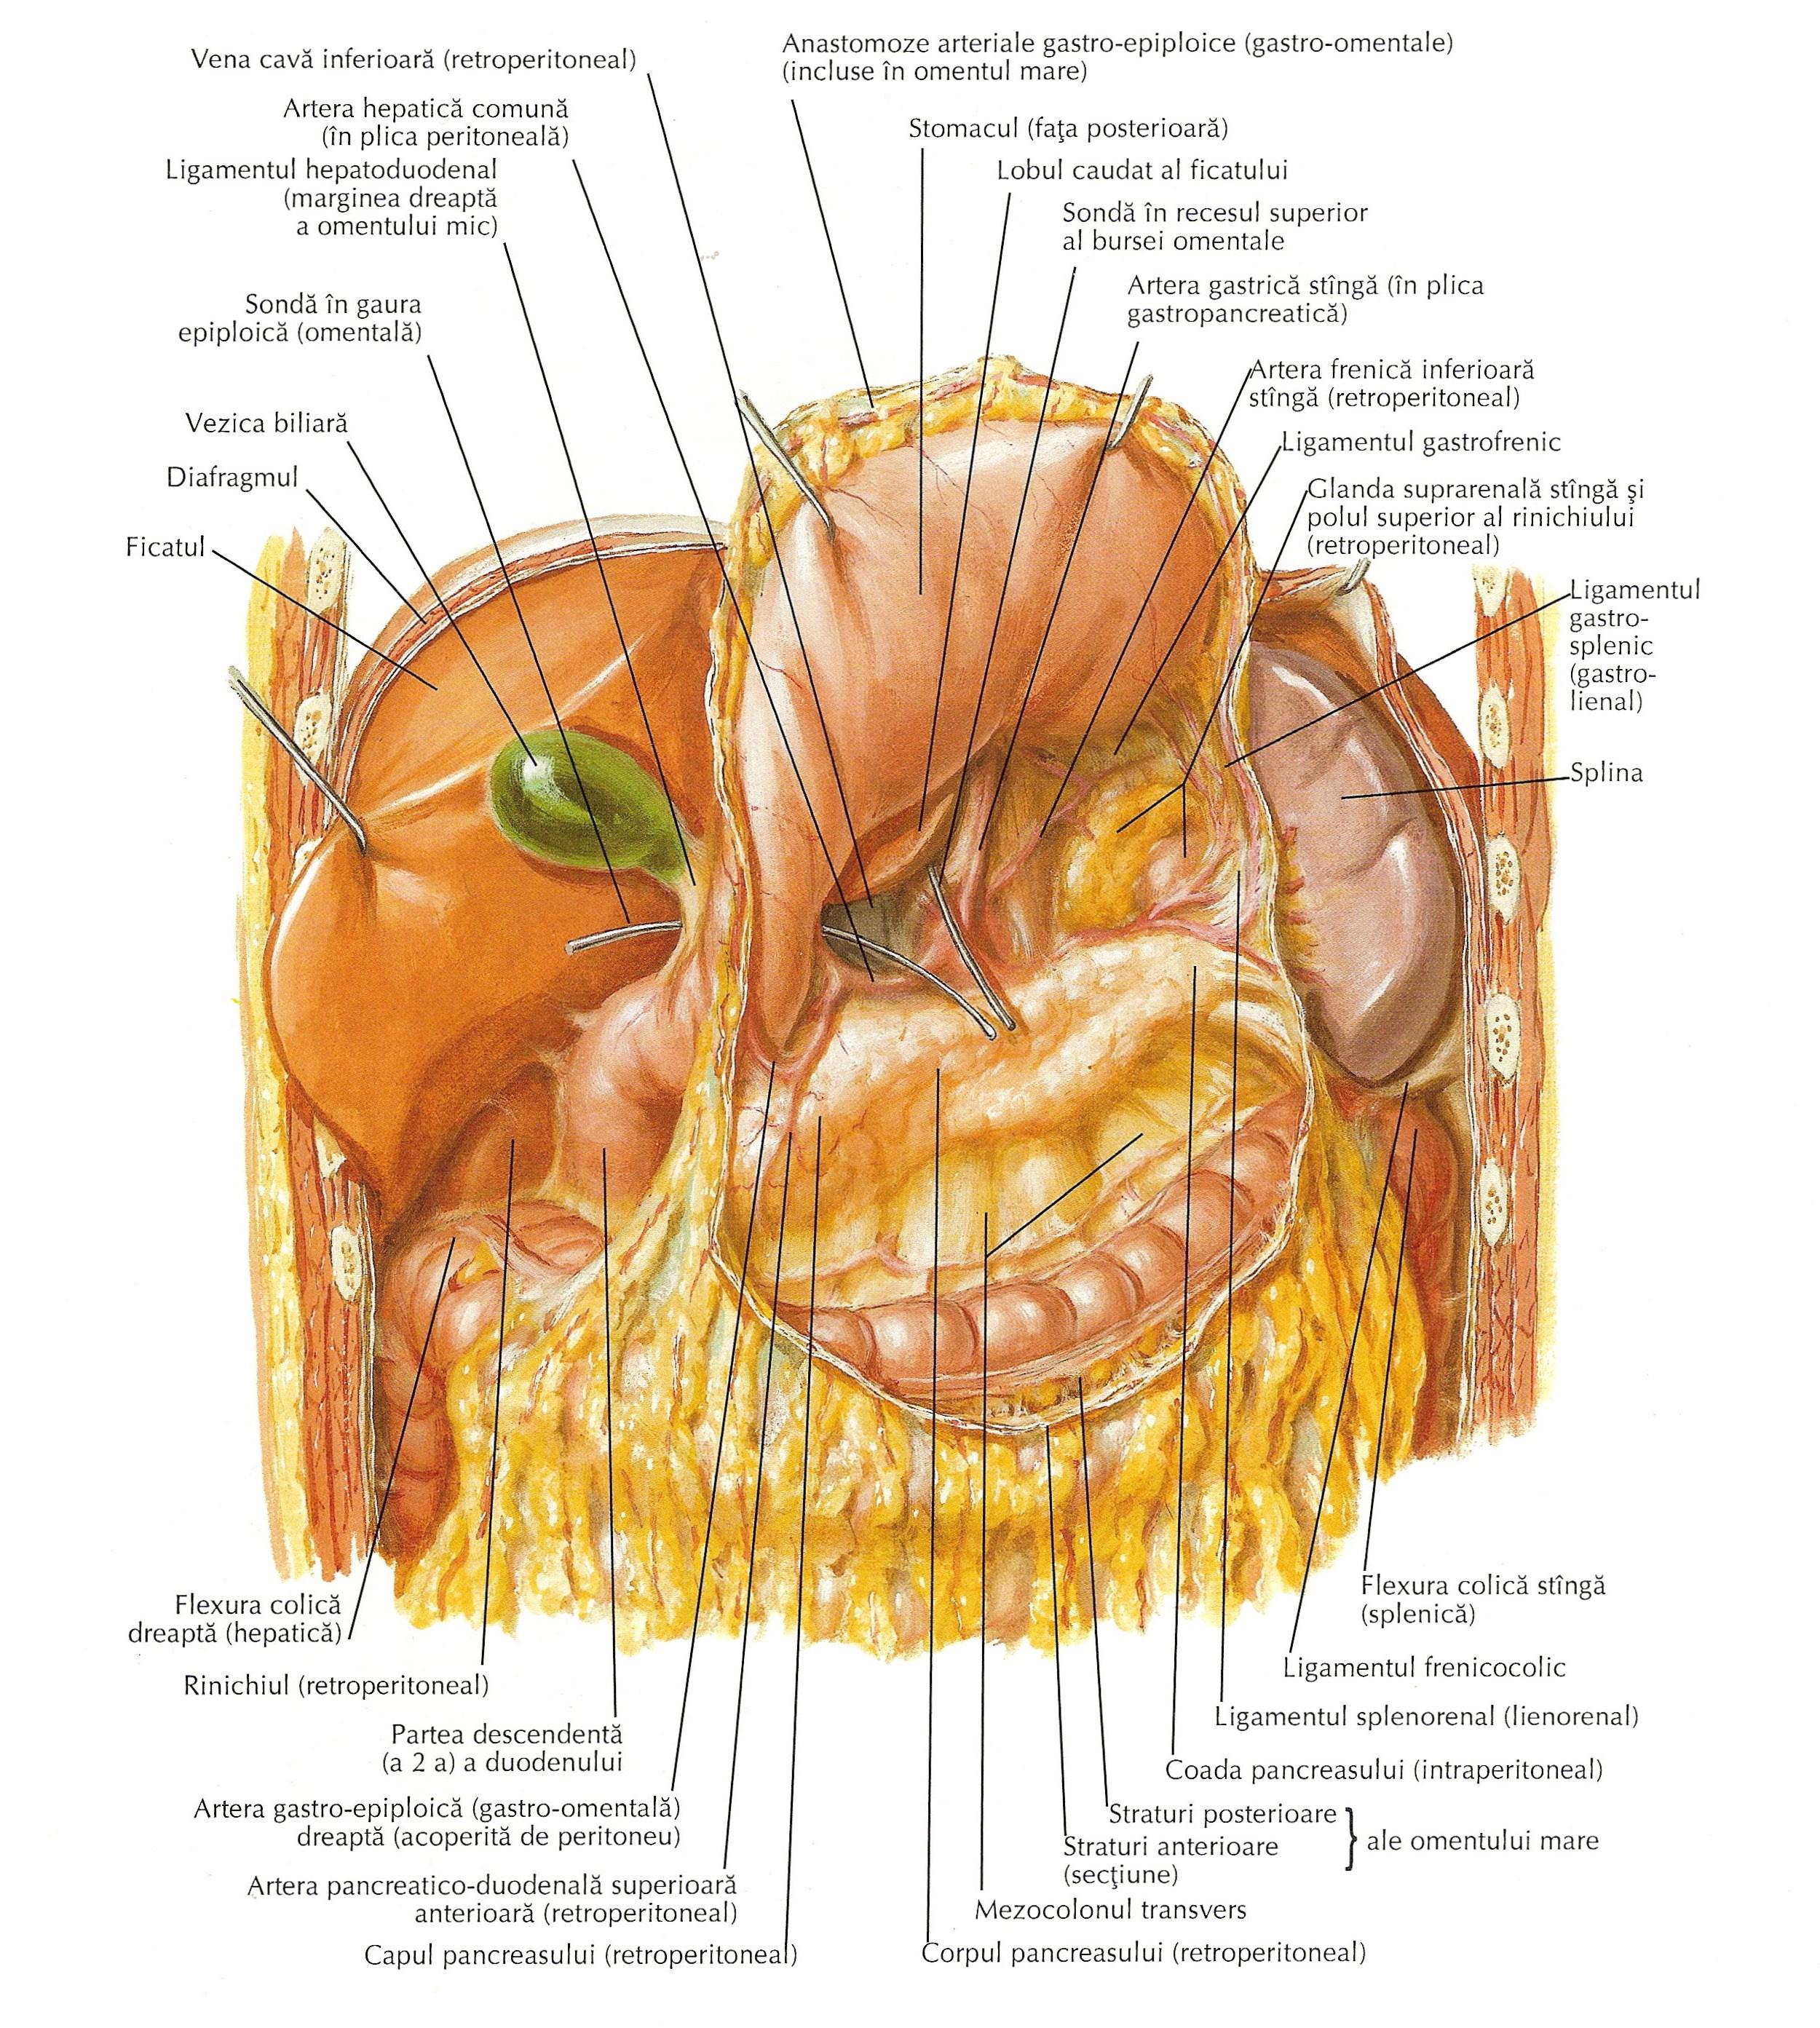 Vena cavă inferioară (retroperitoneal)
Artera hepatică comună
(în plica peritoneală)
Ligamentul hepatoduodenal
(marginea dreaptă
a omentului mic)
Sondă în gaura
epiploică (omentală)
Vezica biliară
Diafragmul
Ficatul
Anastomoze arteriale gastro-epiploice (gastro-omentale)
(incluse în omentul mare)
Stomacul (faţa posterioară)
Lobul caudat al ficatului
Sondă în recesul superior
al bursei omentale
Artera gastrică stîngă (în plica
gastropancreatică)
Artera frenică inferioară
stîngă (retroperitoneal)
Ligamentul gastrofrenic
Glanda suprarenală stîngă şi
polul superior al rinichiului
(retroperitoneal)
Ligamentul
gastro-
splenic
(gastro-
lienal)
Splina
Flexura colică
dreaptă (hepatică)
Rinichiul (retroperitoneal)
Partea descendentă
(a 2 a) a duodenului
Artera gastro-epiploică (gastro-omentală)
dreaptă (acoperită de peritoneu)
Artera pancreatico-duodenală superioară
anterioară (retroperitoneal)
Capul pancreasului (retroperitoneal)
Flexura colică stîngă
(splenică)
Ligamentul frenicocolic
Ligamentul splenorenal (lienorenal)
Coada pancreasului (intraperitoneal)
Straturi posterioare
Straturi anterioare
(secţiune)
ale omentului mare
Mezocolonul transvers
Corpul pancreasului (retroperitoneal)